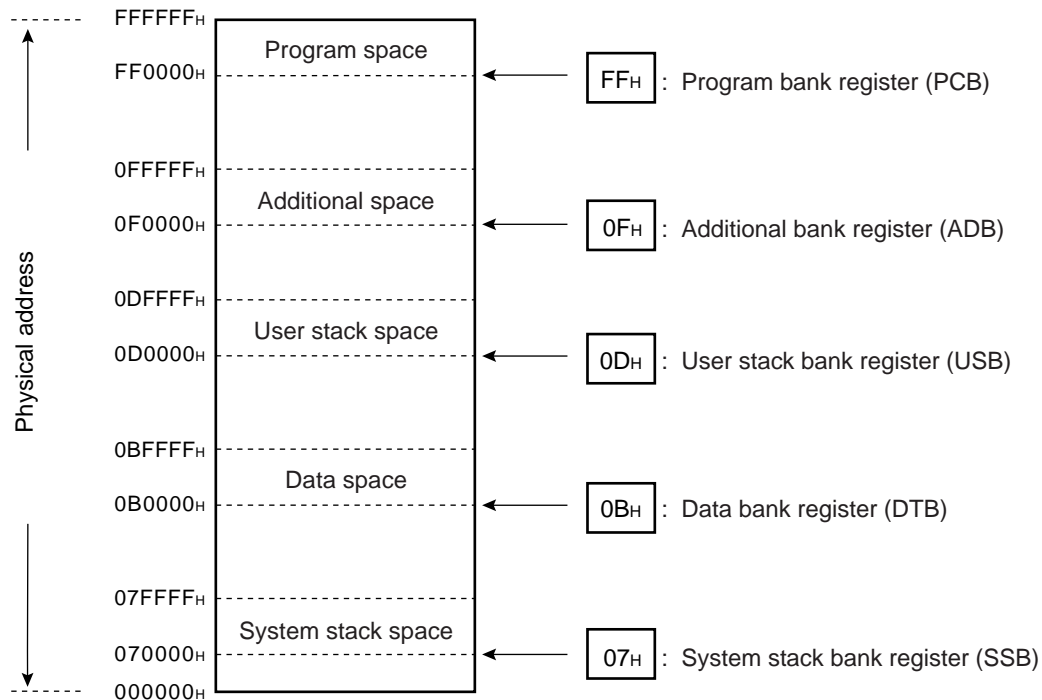 FFFFFFH
Program space
FF0000H
FFH : Program bank register (PCB)
0FFFFFH
Additional space
0F0000H
0FH : Additional bank register (ADB)
Physical address
0DFFFFH
User stack space
0D0000H
0DH : User stack bank register (USB)
0BFFFFH
Data space
0B0000H
0BH : Data bank register (DTB)
07FFFFH
System stack space
070000H
07H : System stack bank register (SSB)
000000H